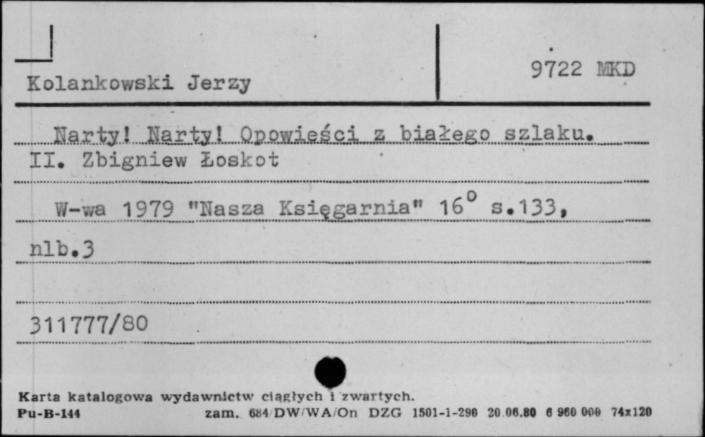 Kolankowski Jerzy
9722 MKD
Narty! Narty! Opowieści z białego szlaku.
II. Zbigniew Łoskot
W-wa 1979 "Nasza Księgarnia" 16° s.133,
nlb.3
311777/80
Karta katalogowa wydawnictw ciągłych i zwartych.
Pu-B-144 zam. 684/DW/WA/On DZG 1501-1-290 20.06.80 6 960 000 74x120